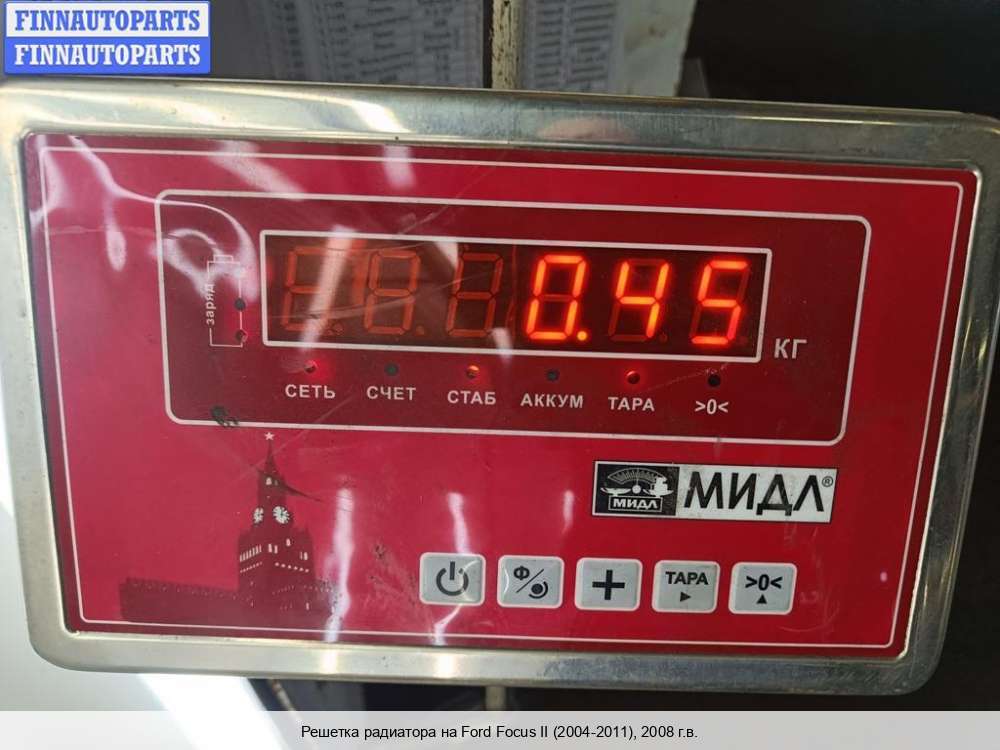 FINNAUTOPARTS
FINNAUTOPARTS
заряд
0.45
КГ
СЕТЬ СЧЕТ СТАБ АККУМ ТАРА >0<
МИДЛ МИДЛ®
Ф ТАРА >0<
Решетка радиатора на Ford Focus II (2004-2011), 2008 г.в.